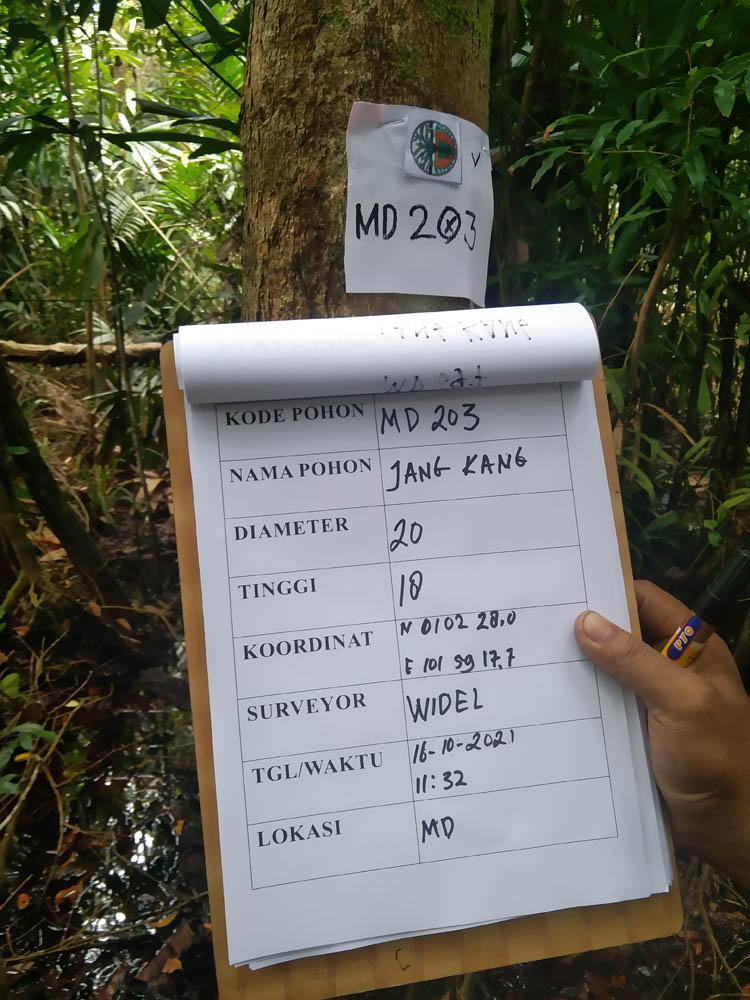 V
MD 203
KODE POHON MD 203
NAMA POHON JANG KANG
DIAMETER 20
TINGGI 18
KOORDINAT N 0102 28.0
E 101 59 17,7
SURVEYOR WIDEL
TGL/WAKTU 16-10-2021
11:32
LOKASI MD